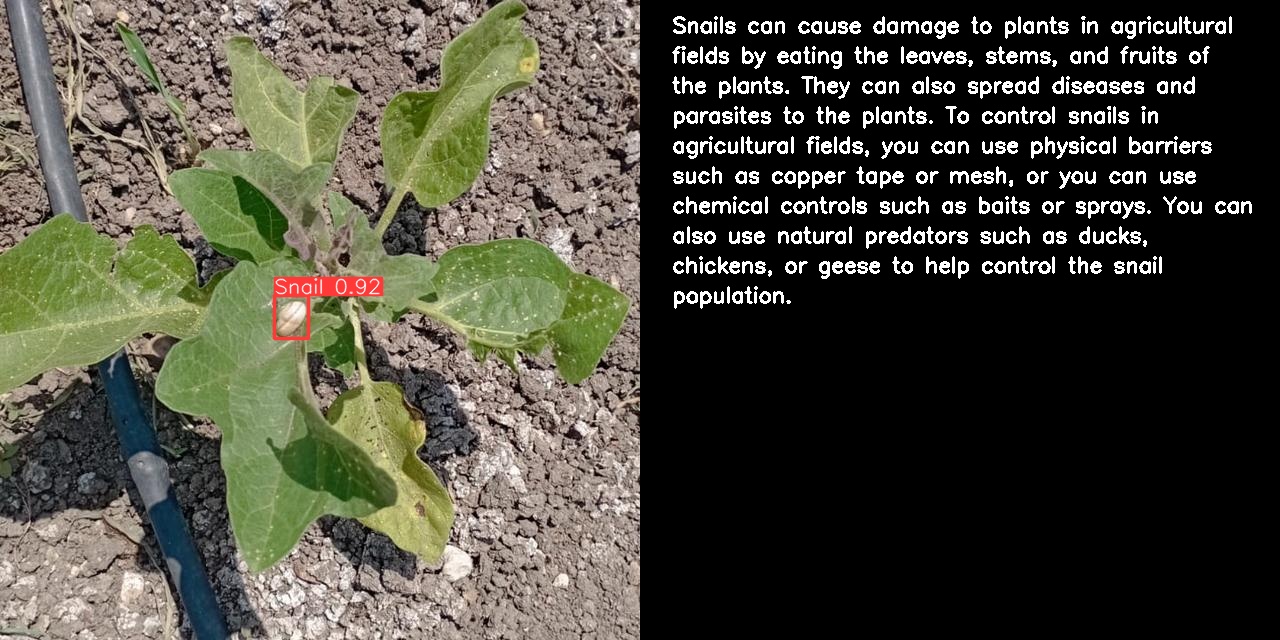 Snail 0.92
Snails can cause damage to plants in agricultural
fields by eating the leaves, stems, and fruits of
the plants. They can also spread diseases and
parasites to the plants. To control snails in
agricultural fields, you can use physical barriers
such as copper tape or mesh, or you can use
chemical controls such as baits or sprays. You can
also use natural predators such as ducks,
chickens, or geese to help control the snail
population.